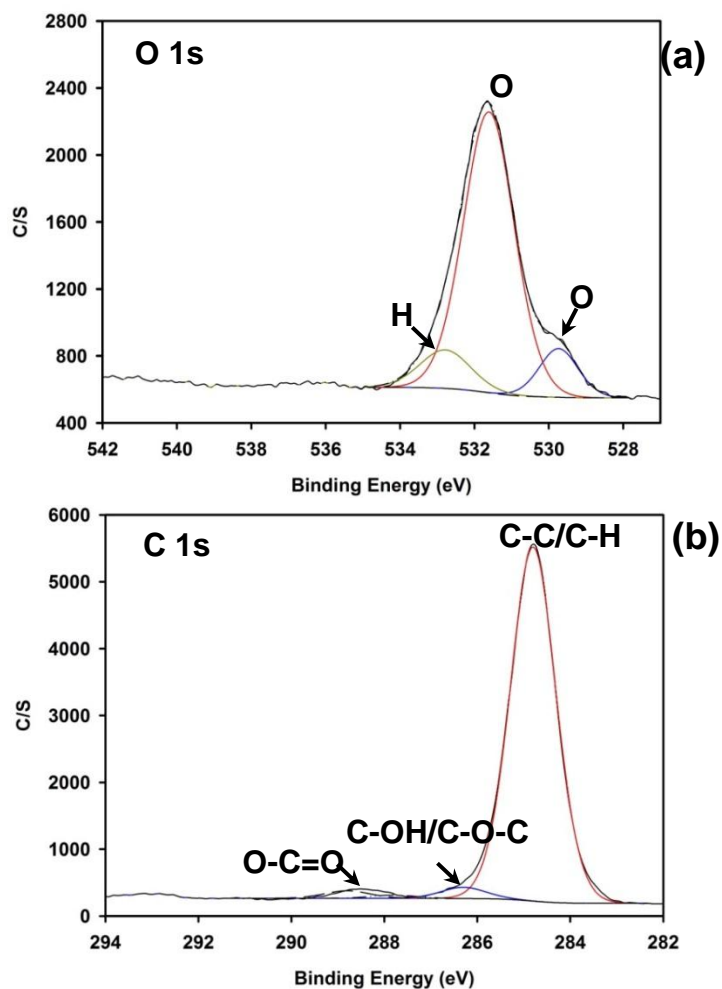 O 1s
(a)
O
H
O
2800
2400
2000
1600
1200
800
400
C/S
542 540 538 536 534 532 530 528
Binding Energy (eV)
C 1s
C-C/C-H
(b)
C-OH/C-O-C
O-C=O
6000
5000
4000
3000
2000
1000
0
C/S
294 292 290 288 286 284 282
Binding Energy (eV)